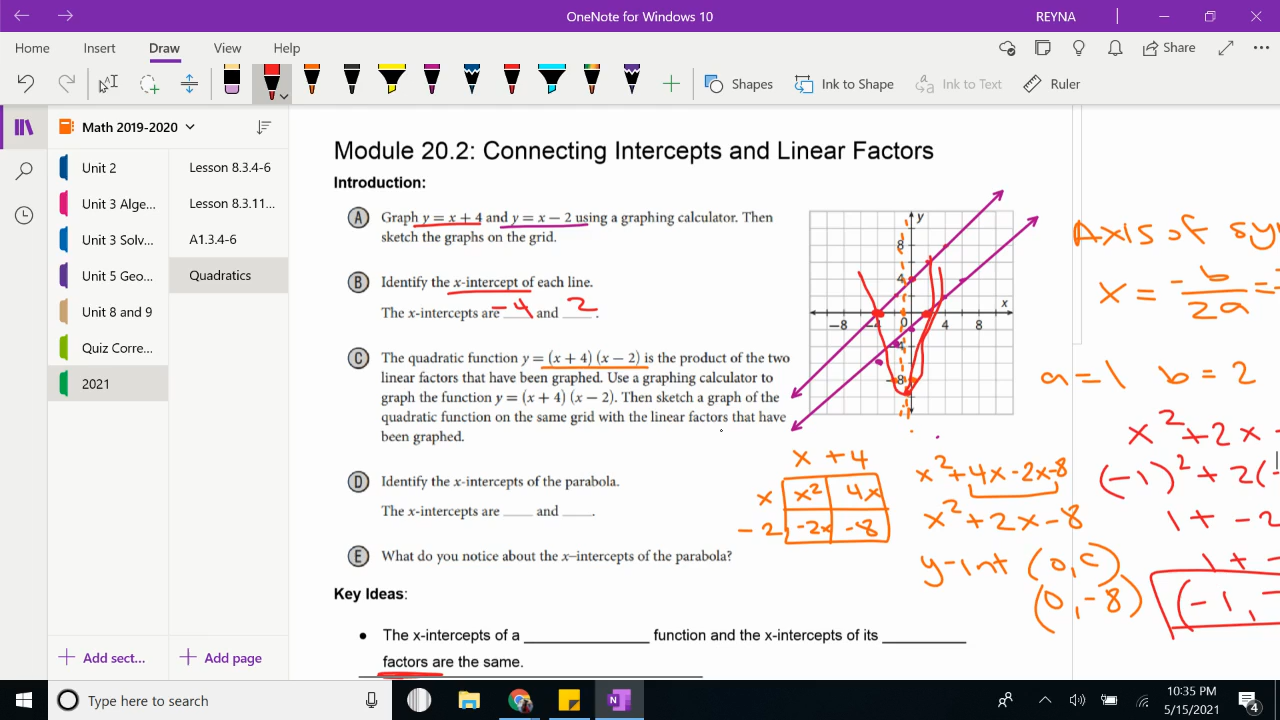 OneNote for Windows 10
REYNA
Home Insert Draw View Help
Share
Shapes Ink to Shape Ink to Text Ruler
Math 2019-2020
Unit 2
Unit 3 Alge...
Unit 3 Solv...
Unit 5 Geo...
Unit 8 and 9
Quiz Corre...
2021
Lesson 8.3.4-6
Lesson 8.3.11...
A1.3.4-6
Quadratics
Add sect...
Add page
Module 20.2: Connecting Intercepts and Linear Factors
Introduction:
A Graph y = x + 4 and y = x − 2 using a graphing calculator. Then
sketch the graphs on the grid.
B Identify the x-intercept of each line.
The x-intercepts are -4 and 2.
C The quadratic function y = (x + 4) (x − 2) is the product of the two
linear factors that have been graphed. Use a graphing calculator to
graph the function y = (x + 4) (x − 2). Then sketch a graph of the
quadratic function on the same grid with the linear factors that have
been graphed.
D Identify the x-intercepts of the parabola.
The x-intercepts are ____ and ____.
E What do you notice about the x–intercepts of the parabola?
Key Ideas:
• The x-intercepts of a ____________ function and the x-intercepts of its ________
factors are the same.
y
8
4
x
−8 −4 0 4 8
−4
−8
x +4
x x² 4x
-2 -2x -8
x²+4x-2x-8
x²+2x-8
y-int (0,c)
(0,-8)
Axis of sy
x = -b/2a =
a=1 b=2
x²+2x
(-1)²+2(
1+-2
1+-
(-1,
Type here to search
10:35 PM
5/15/2021
4